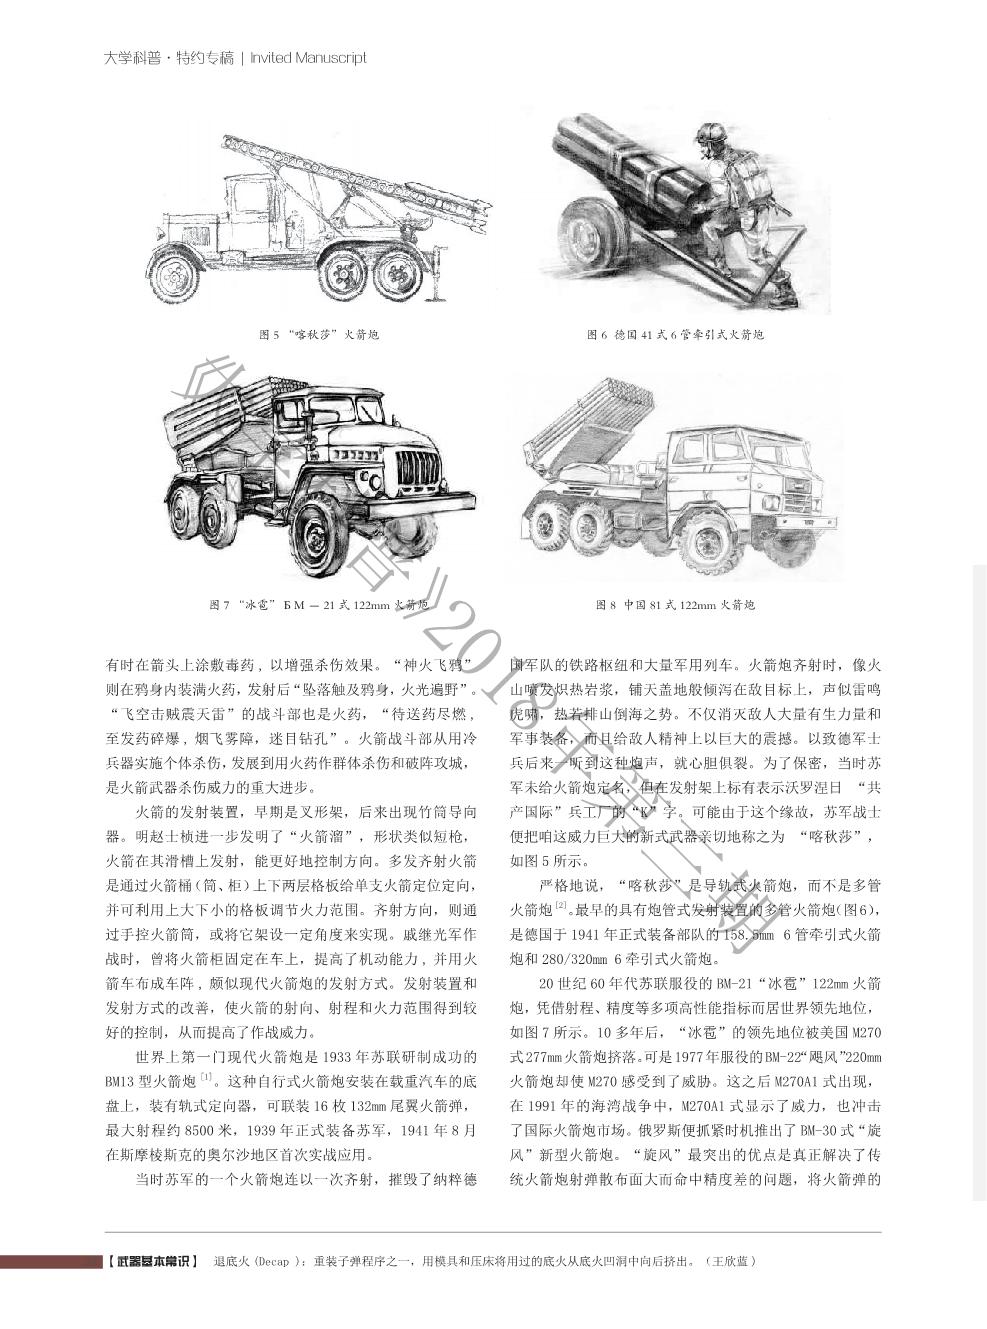 大学科普·特约专稿 | Invited Manuscript
图 5 “喀秋莎”火箭炮
图 6 德国 41 式 6 管牵引式火箭炮
图 7 “冰雹” БМ — 21 式 122mm 火箭炮
图 8 中国 81 式 122mm 火箭炮
有时在箭头上涂敷毒药，以增强杀伤效果。“神火飞鸦”
则在鸦身内装满火药，发射后“坠落触及鸦身，火光遍野”。
“飞空击贼震天雷”的战斗部也是火药，“待送药尽燃，
至发药碎爆，烟飞雾障，迷目钻孔”。火箭战斗部从用冷
兵器实施个体杀伤，发展到用火药作群体杀伤和破阵攻城，
是火箭武器杀伤威力的重大进步。
火箭的发射装置，早期是叉形架，后来出现竹筒导向
器。明赵士桢进一步发明了“火箭溜”，形状类似短枪，
火箭在其滑槽上发射，能更好地控制方向。多发齐射火箭
是通过火箭桶（筒、柜）上下两层格板给单支火箭定位定向，
并可利用上大下小的格板调节火力范围。齐射方向，则通
过手控火箭筒，或将它架设一定角度来实现。戚继光军作
战时，曾将火箭柜固定在车上，提高了机动能力，并用火
箭车布成车阵，颇似现代火箭炮的发射方式。发射装置和
发射方式的改善，使火箭的射向、射程和火力范围得到较
好的控制，从而提高了作战威力。
世界上第一门现代火箭炮是 1933 年苏联研制成功的
BM13 型火箭炮 [1]。这种自行式火箭炮安装在载重汽车的底
盘上，装有轨式定向器，可联装 16 枚 132mm 尾翼火箭弹，
最大射程约 8500 米，1939 年正式装备苏军，1941 年 8 月
在斯摩棱斯克的奥尔沙地区首次实战应用。
当时苏军的一个火箭炮连以一次齐射，摧毁了纳粹德
国军队的铁路枢纽和大量军用列车。火箭炮齐射时，像火
山喷发炽热岩浆，铺天盖地般倾泻在敌目标上，声似雷鸣
虎啸，热若排山倒海之势。不仅消灭敌人大量有生力量和
军事装备，而且给敌人精神上以巨大的震撼。以致德军士
兵后来一听到这种炮声，就心胆俱裂。为了保密，当时苏
军未给火箭炮定名，但在发射架上标有表示沃罗涅日 “共
产国际”兵工厂的“K”字。可能由于这个缘故，苏军战士
便把咱这威力巨大的新式武器亲切地称之为 “喀秋莎”，
如图 5 所示。
严格地说，“喀秋莎”是导轨式火箭炮，而不是多管
火箭炮 [2]。最早的具有炮管式发射装置的多管火箭炮(图 6)，
是德国于 1941 年正式装备部队的 158.5mm 6 管牵引式火箭
炮和 280/320mm 6 牵引式火箭炮。
20 世纪 60 年代苏联服役的 BM-21“冰雹”122mm 火箭
炮，凭借射程、精度等多项高性能指标而居世界领先地位，
如图 7 所示。10 多年后，“冰雹”的领先地位被美国 M270
式 277mm 火箭炮挤落。可是 1977 年服役的 BM-22“飓风”220mm
火箭炮却使 M270 感受到了威胁。这之后 M270A1 式出现，
在 1991 年的海湾战争中，M270A1 式显示了威力，也冲击
了国际火箭炮市场。俄罗斯便抓紧时机推出了 BM-30 式“旋
风”新型火箭炮。“旋风”最突出的优点是真正解决了传
统火箭炮射弹散布面大而命中精度差的问题，将火箭弹的
【武器基本常识】 退底火 (Decap )：重装子弹程序之一，用模具和压床将用过的底火从底火凹洞中向后挤出。（王欣蓝）
普》2018年第三期